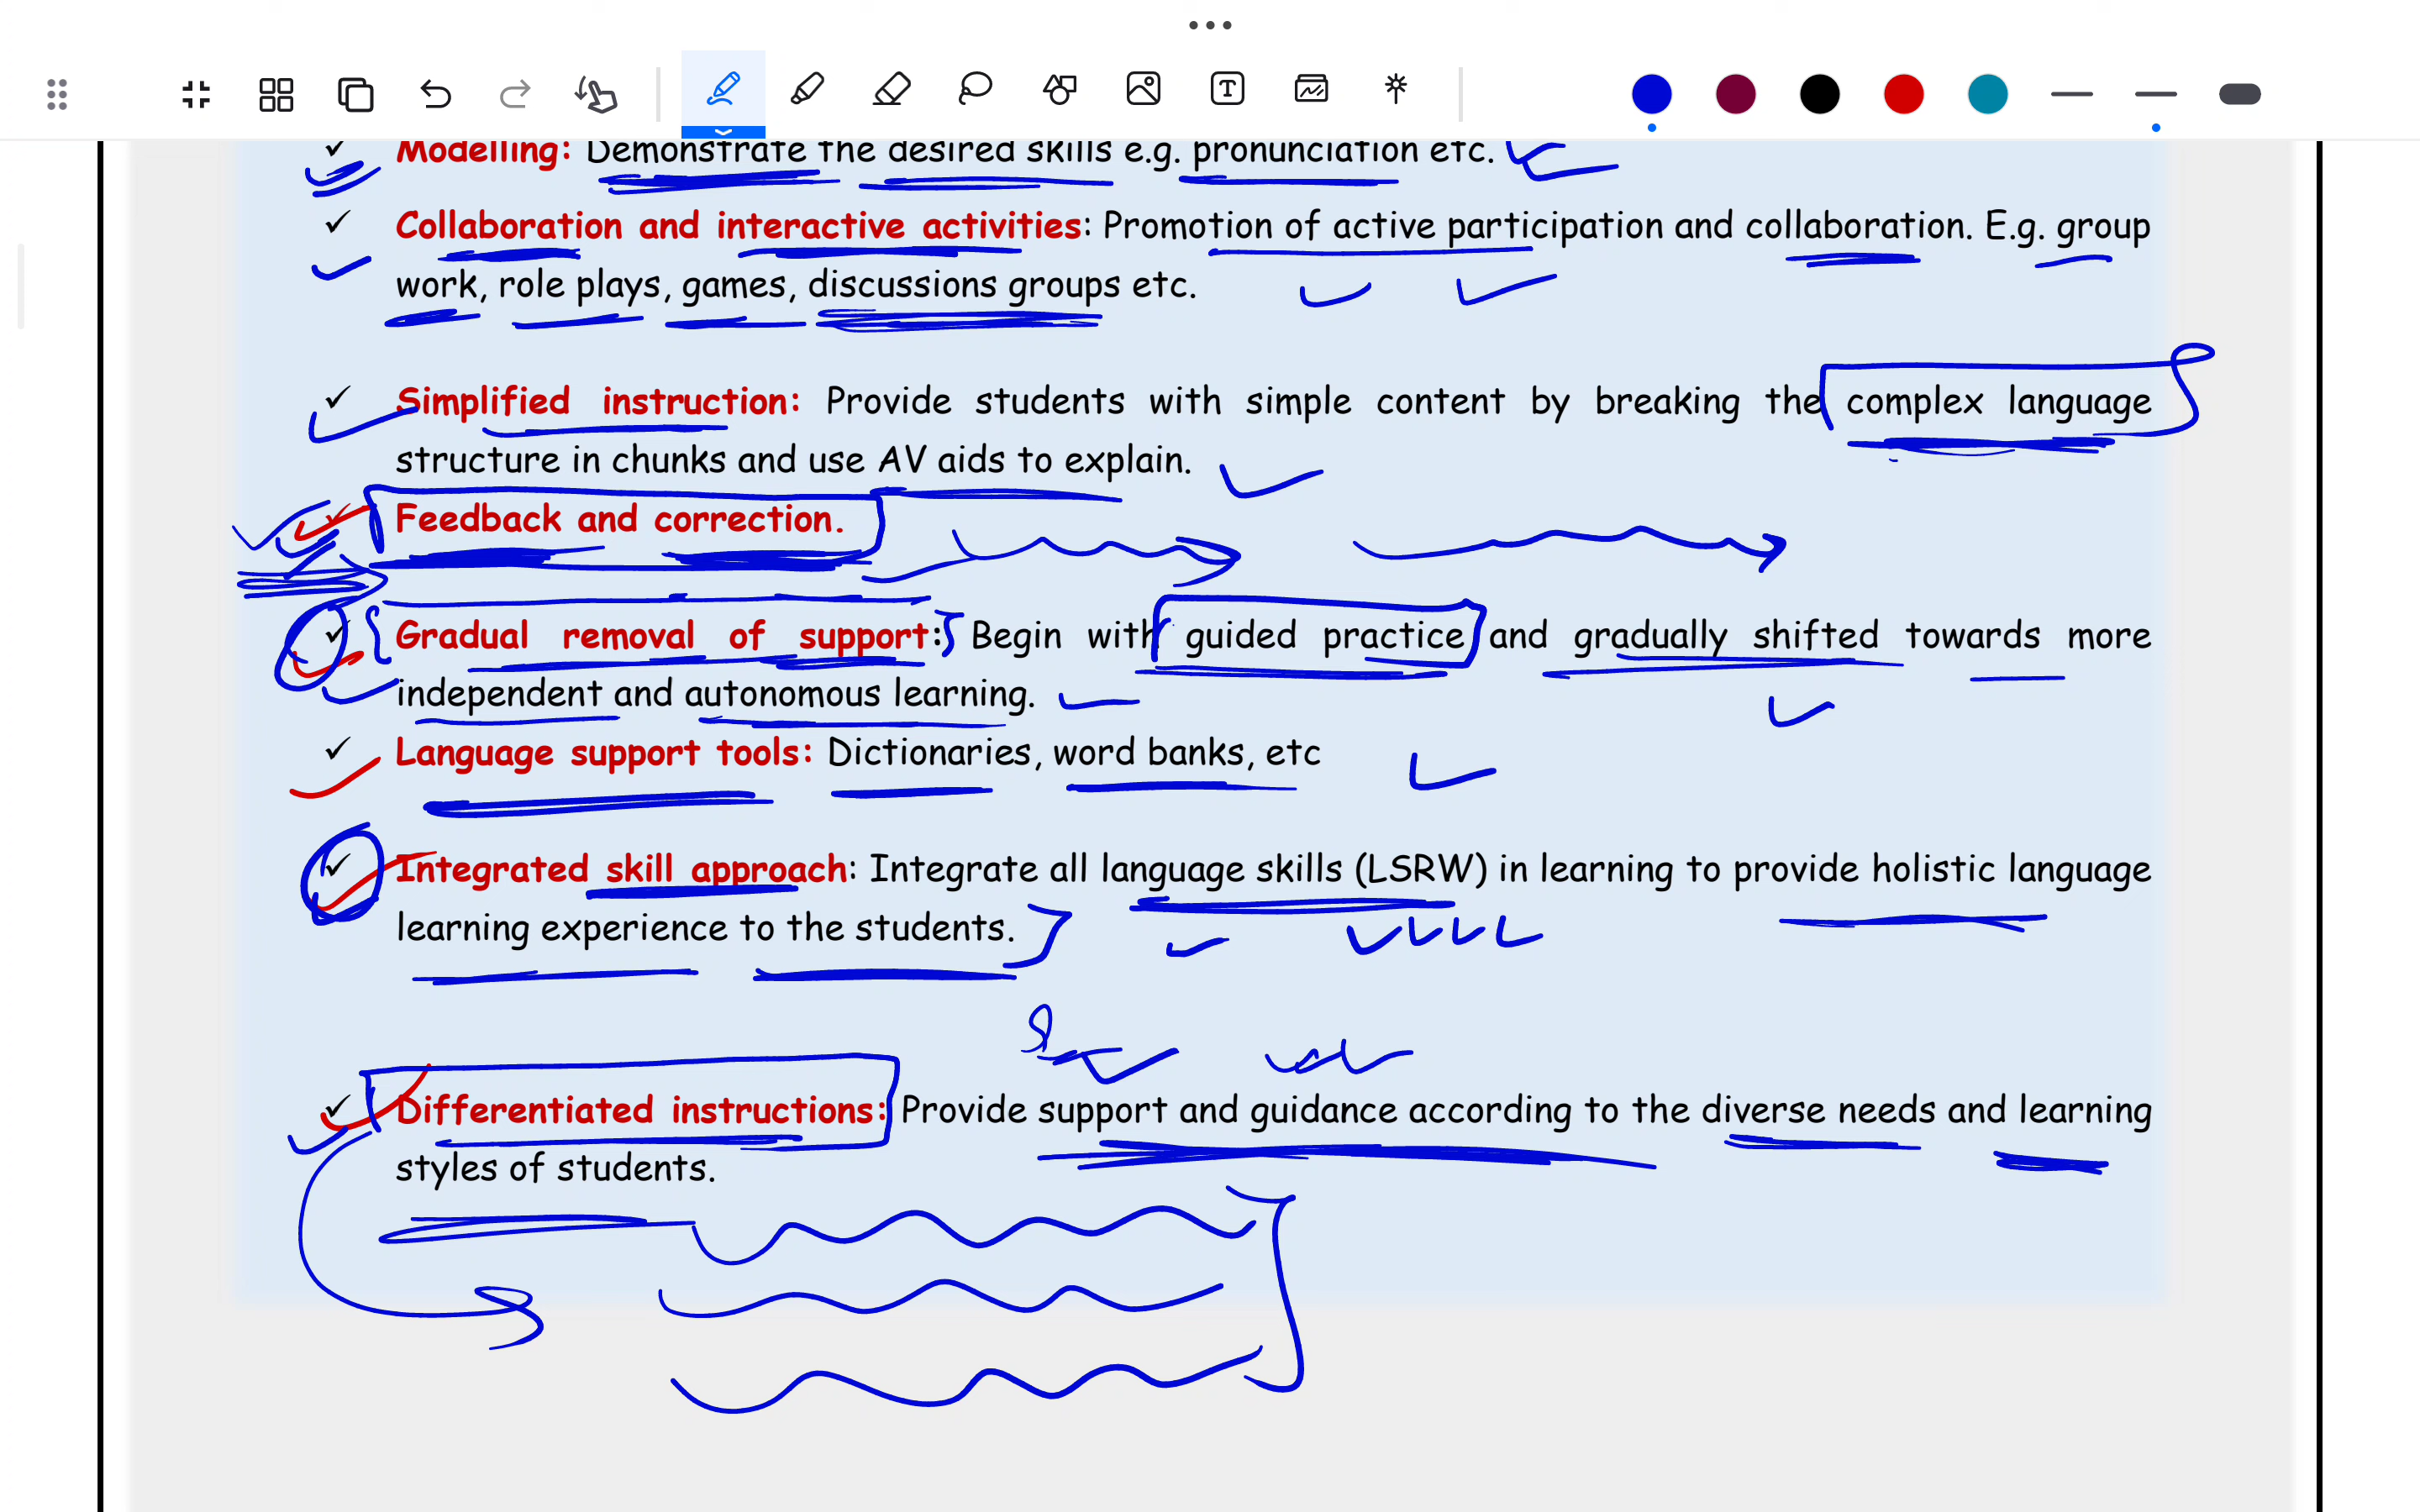 Modelling: Demonstrate the desired skills e.g. pronunciation etc.
Collaboration and interactive activities: Promotion of active participation and collaboration. E.g. group
work, role plays, games, discussions groups etc.
Simplified instruction: Provide students with simple content by breaking the complex language
structure in chunks and use AV aids to explain.
Feedback and correction.
Gradual removal of support: Begin with guided practice and gradually shifted towards more
independent and autonomous learning.
Language support tools: Dictionaries, word banks, etc
Integrated skill approach: Integrate all language skills (LSRW) in learning to provide holistic language
learning experience to the students.
Differentiated instructions: Provide support and guidance according to the diverse needs and learning
styles of students.